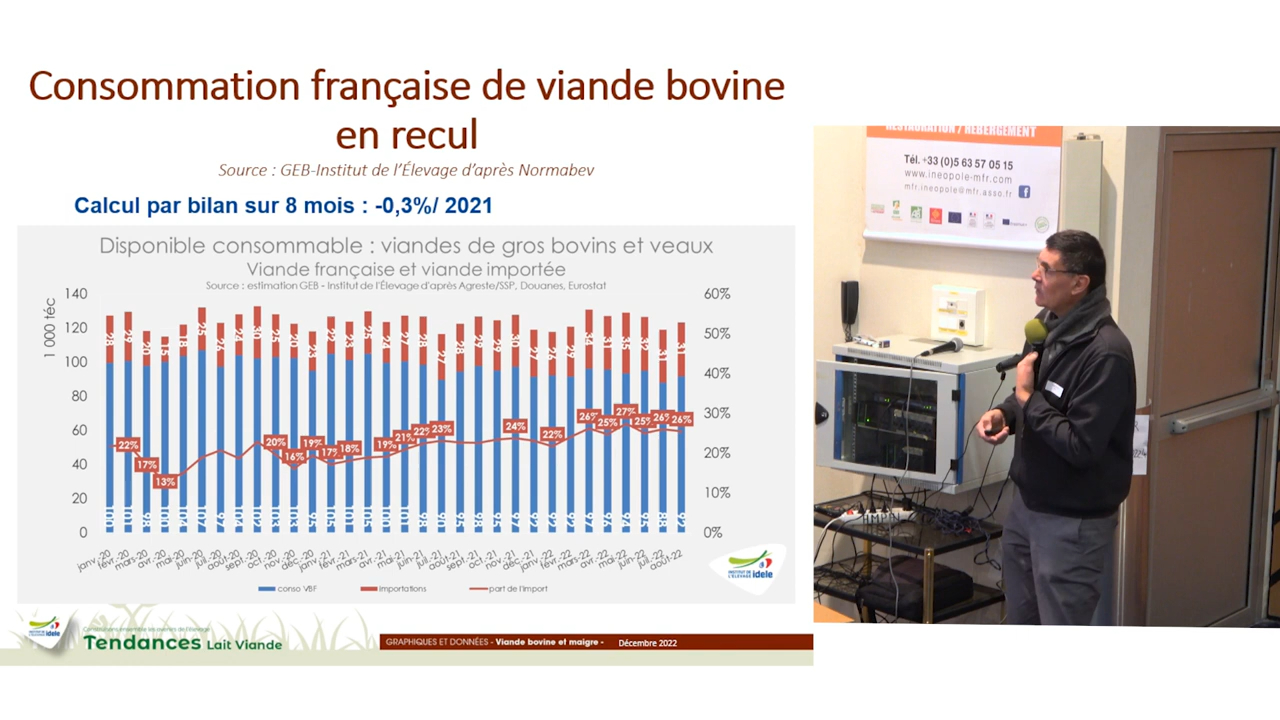 Consommation française de viande bovine
en recul
Source : GEB-Institut de l'Élevage d'après Normabev
Calcul par bilan sur 8 mois : -0,3%/ 2021
Disponible consommable : viandes de gros bovins et veaux
Viande française et viande importée
Source : estimation GEB - Institut de l'Élevage d'après Agreste/SSP, Douanes, Eurostat
1 000 téc
140
120
100
80
60
40
20
0
60%
50%
40%
30%
20%
10%
0%
22%
17%
13%
20%
16%
19%
17%
18%
19%
21%
22%
23%
24%
22%
26%
25%
27%
25%
26%
26%
janv.-20
févr.-20
mars-20
avr.-20
mai-20
juin-20
juil.-20
août-20
sept.-20
oct.-20
nov.-20
déc.-20
janv.-21
févr.-21
mars-21
avr.-21
mai-21
juin-21
juil.-21
août-21
sept.-21
oct.-21
nov.-21
déc.-21
janv.-22
févr.-22
mars-22
avr.-22
mai-22
juin-22
juil.-22
août-22
conso VBF
importations
part de l'import
INSTITUT DE L'ÉLEVAGE idele
Tendances Lait Viande
GRAPHIQUES ET DONNÉES - Viande bovine et maigre - Décembre 2022
RESTAURATION / HÉBERGEMENT
Tél. +33 (0)5 63 57 05 15
www.ineopole-mfr.com
mfr.ineopole@mfr.asso.fr